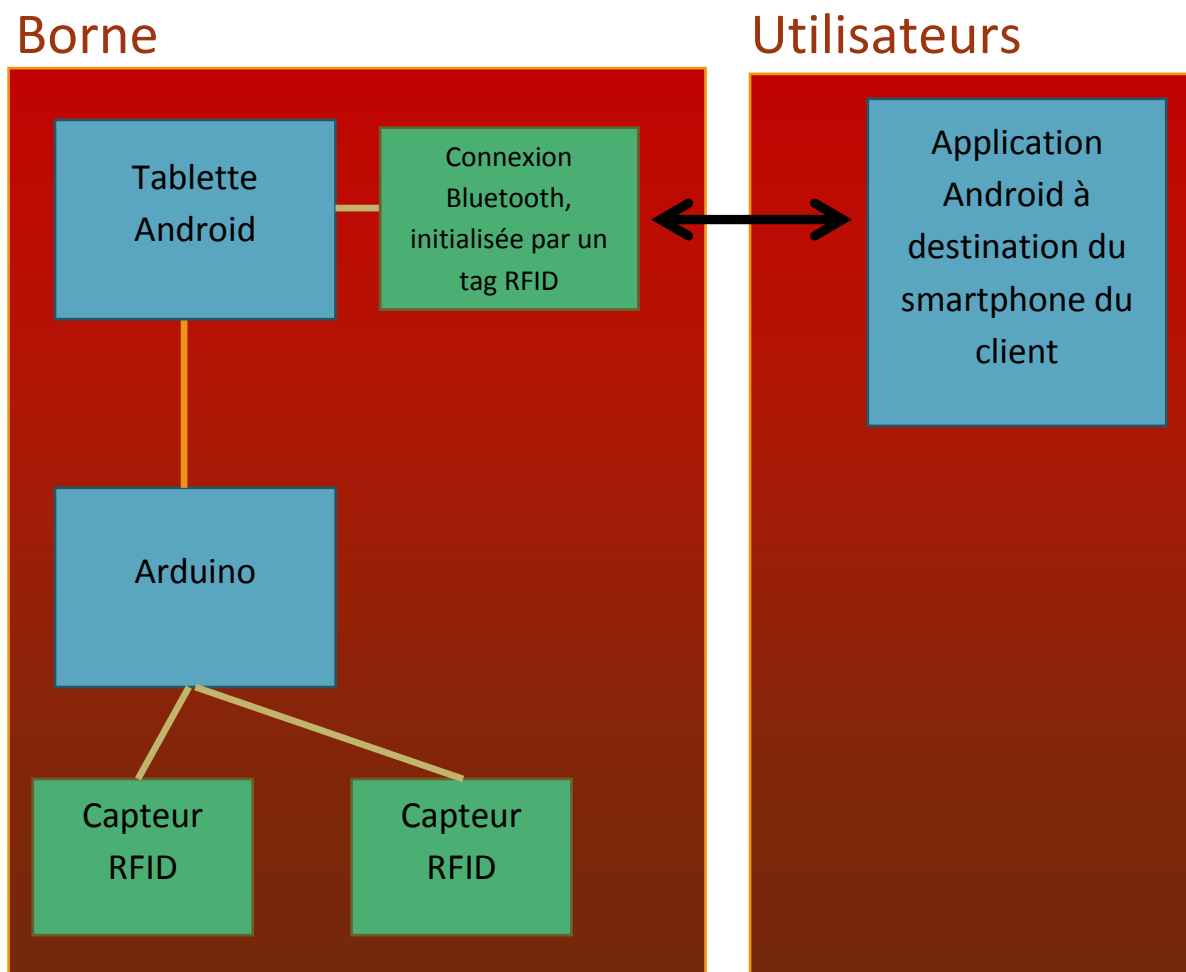 Borne
Utilisateurs
Tablette
Android
Connexion
Bluetooth,
initialisée par un
tag RFID
Application
Android à
destination du
smartphone du
client
Arduino
Capteur
RFID
Capteur
RFID